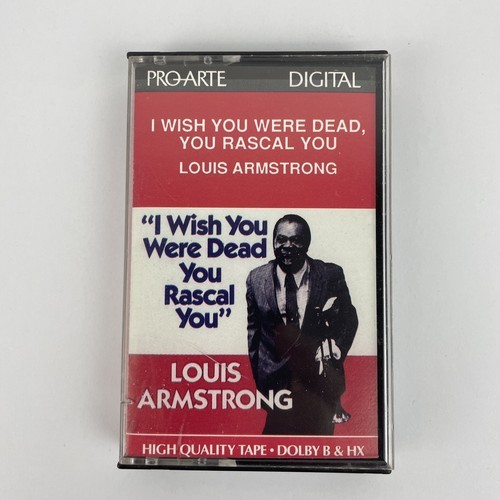 PRO-ARTE DIGITAL
I WISH YOU WERE DEAD,
YOU RASCAL YOU
LOUIS ARMSTRONG
“I Wish You
Were Dead
You
Rascal
You”
LOUIS
ARMSTRONG
HIGH QUALITY TAPE • DOLBY B & HX